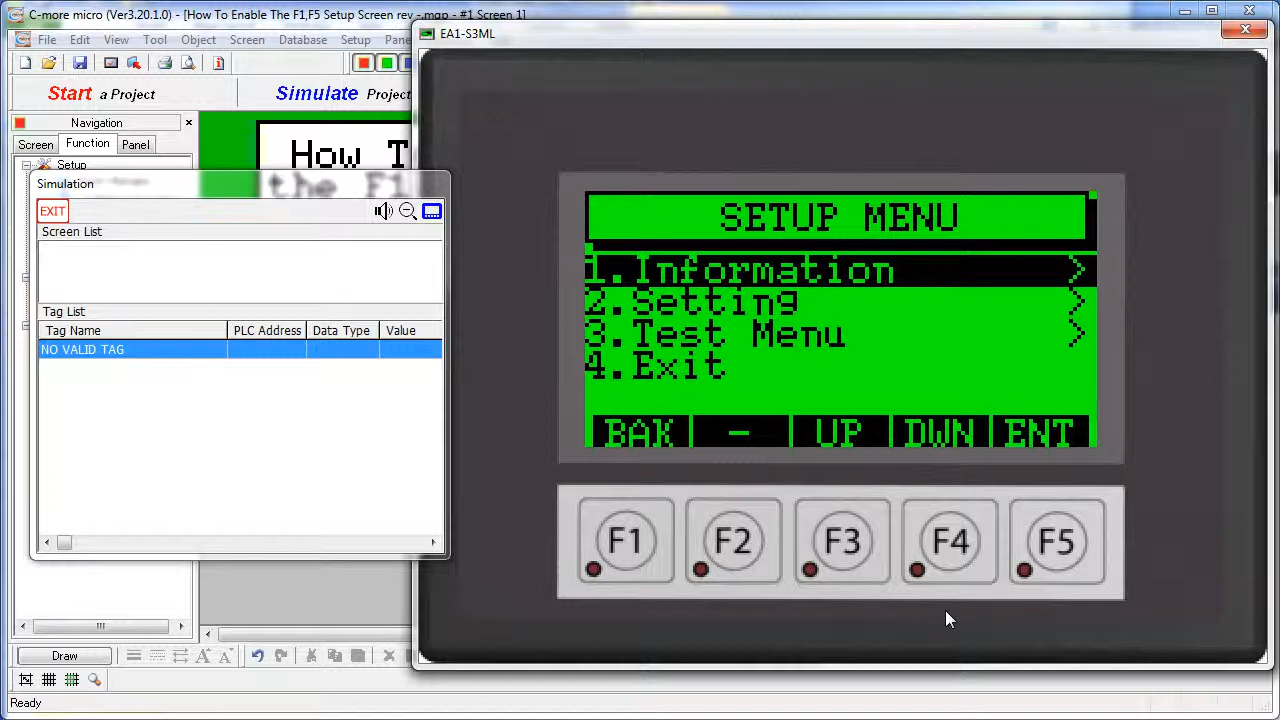 C-more micro (Ver3.20.1.0) - [How To Enable The F1,F5 Setup Screen rev -.mgp - #1 Screen 1]
File Edit View Tool Object Screen Database Setup Pan
EA1-S3ML
Start a Project
Simulate Project
Navigation
Screen Function Panel
Setup
How T
the F1
Simulation
EXIT
Screen List
Tag List
Tag Name PLC Address Data Type Value
NO VALID TAG
SETUP MENU
1.Information >
2.Setting >
3.Test Menu >
4.Exit
BAK - UP DWN ENT
F1 F2 F3 F4 F5
Draw
Ready